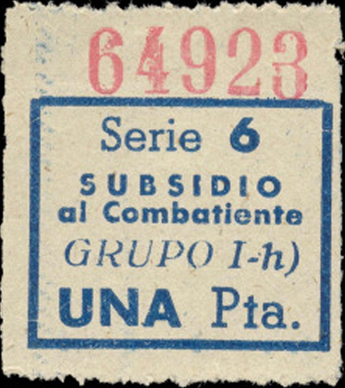 64923
Serie 6
SUBSIDIO
al Combatiente
GRUPO I-h)
UNA Pta.